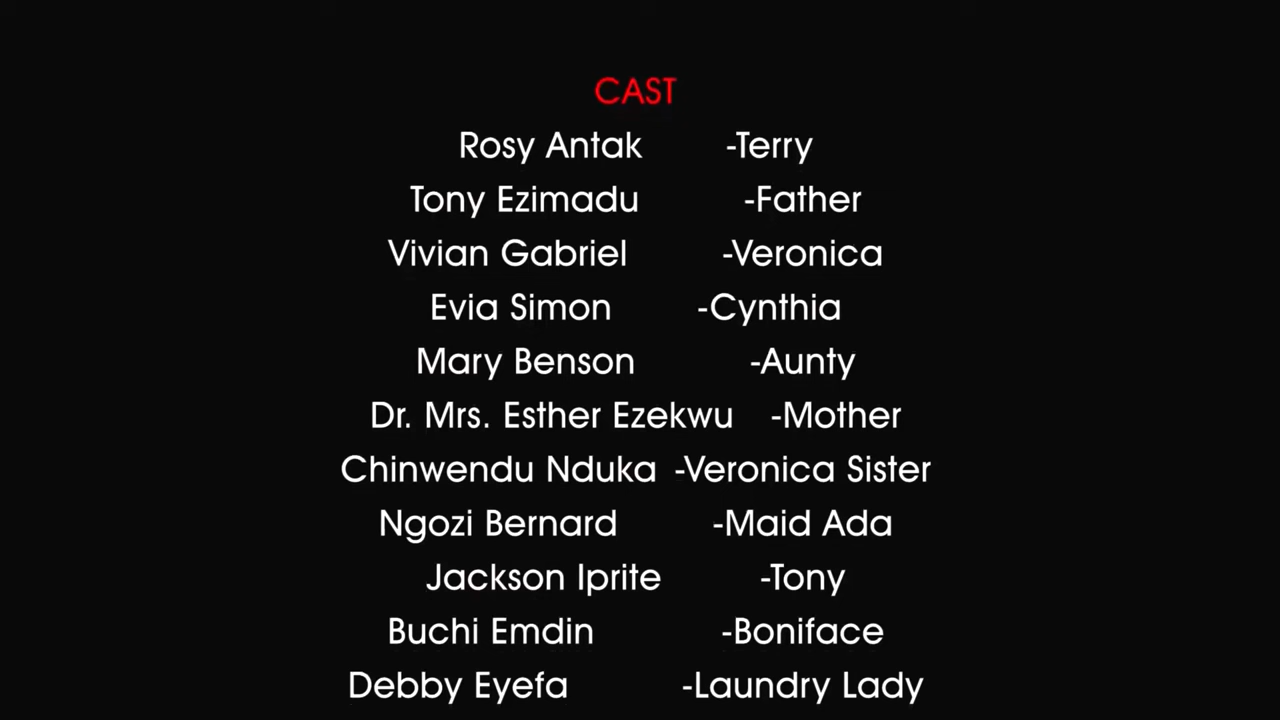 CAST
Rosy Antak -Terry
Tony Ezimadu -Father
Vivian Gabriel -Veronica
Evia Simon -Cynthia
Mary Benson -Aunty
Dr. Mrs. Esther Ezekwu -Mother
Chinwendu Nduka -Veronica Sister
Ngozi Bernard -Maid Ada
Jackson Iprite -Tony
Buchi Emdin -Boniface
Debby Eyefa -Laundry Lady